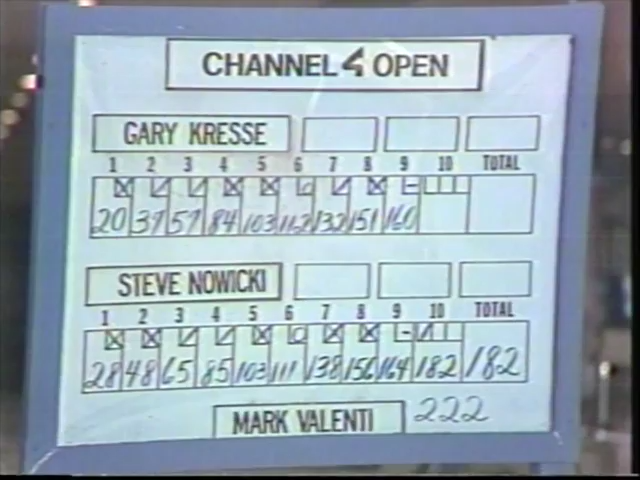 CHANNEL 4 OPEN
GARY KRESSE
1 2 3 4 5 6 7 8 9 10 TOTAL
X / / X X O / X -
20 37 57 84 103 112 132 151 160
STEVE NOWICKI
1 2 3 4 5 6 7 8 9 10 TOTAL
X X / / X O X X - /
28 48 65 85 103 111 138 156 164 182 182
MARK VALENTI 222